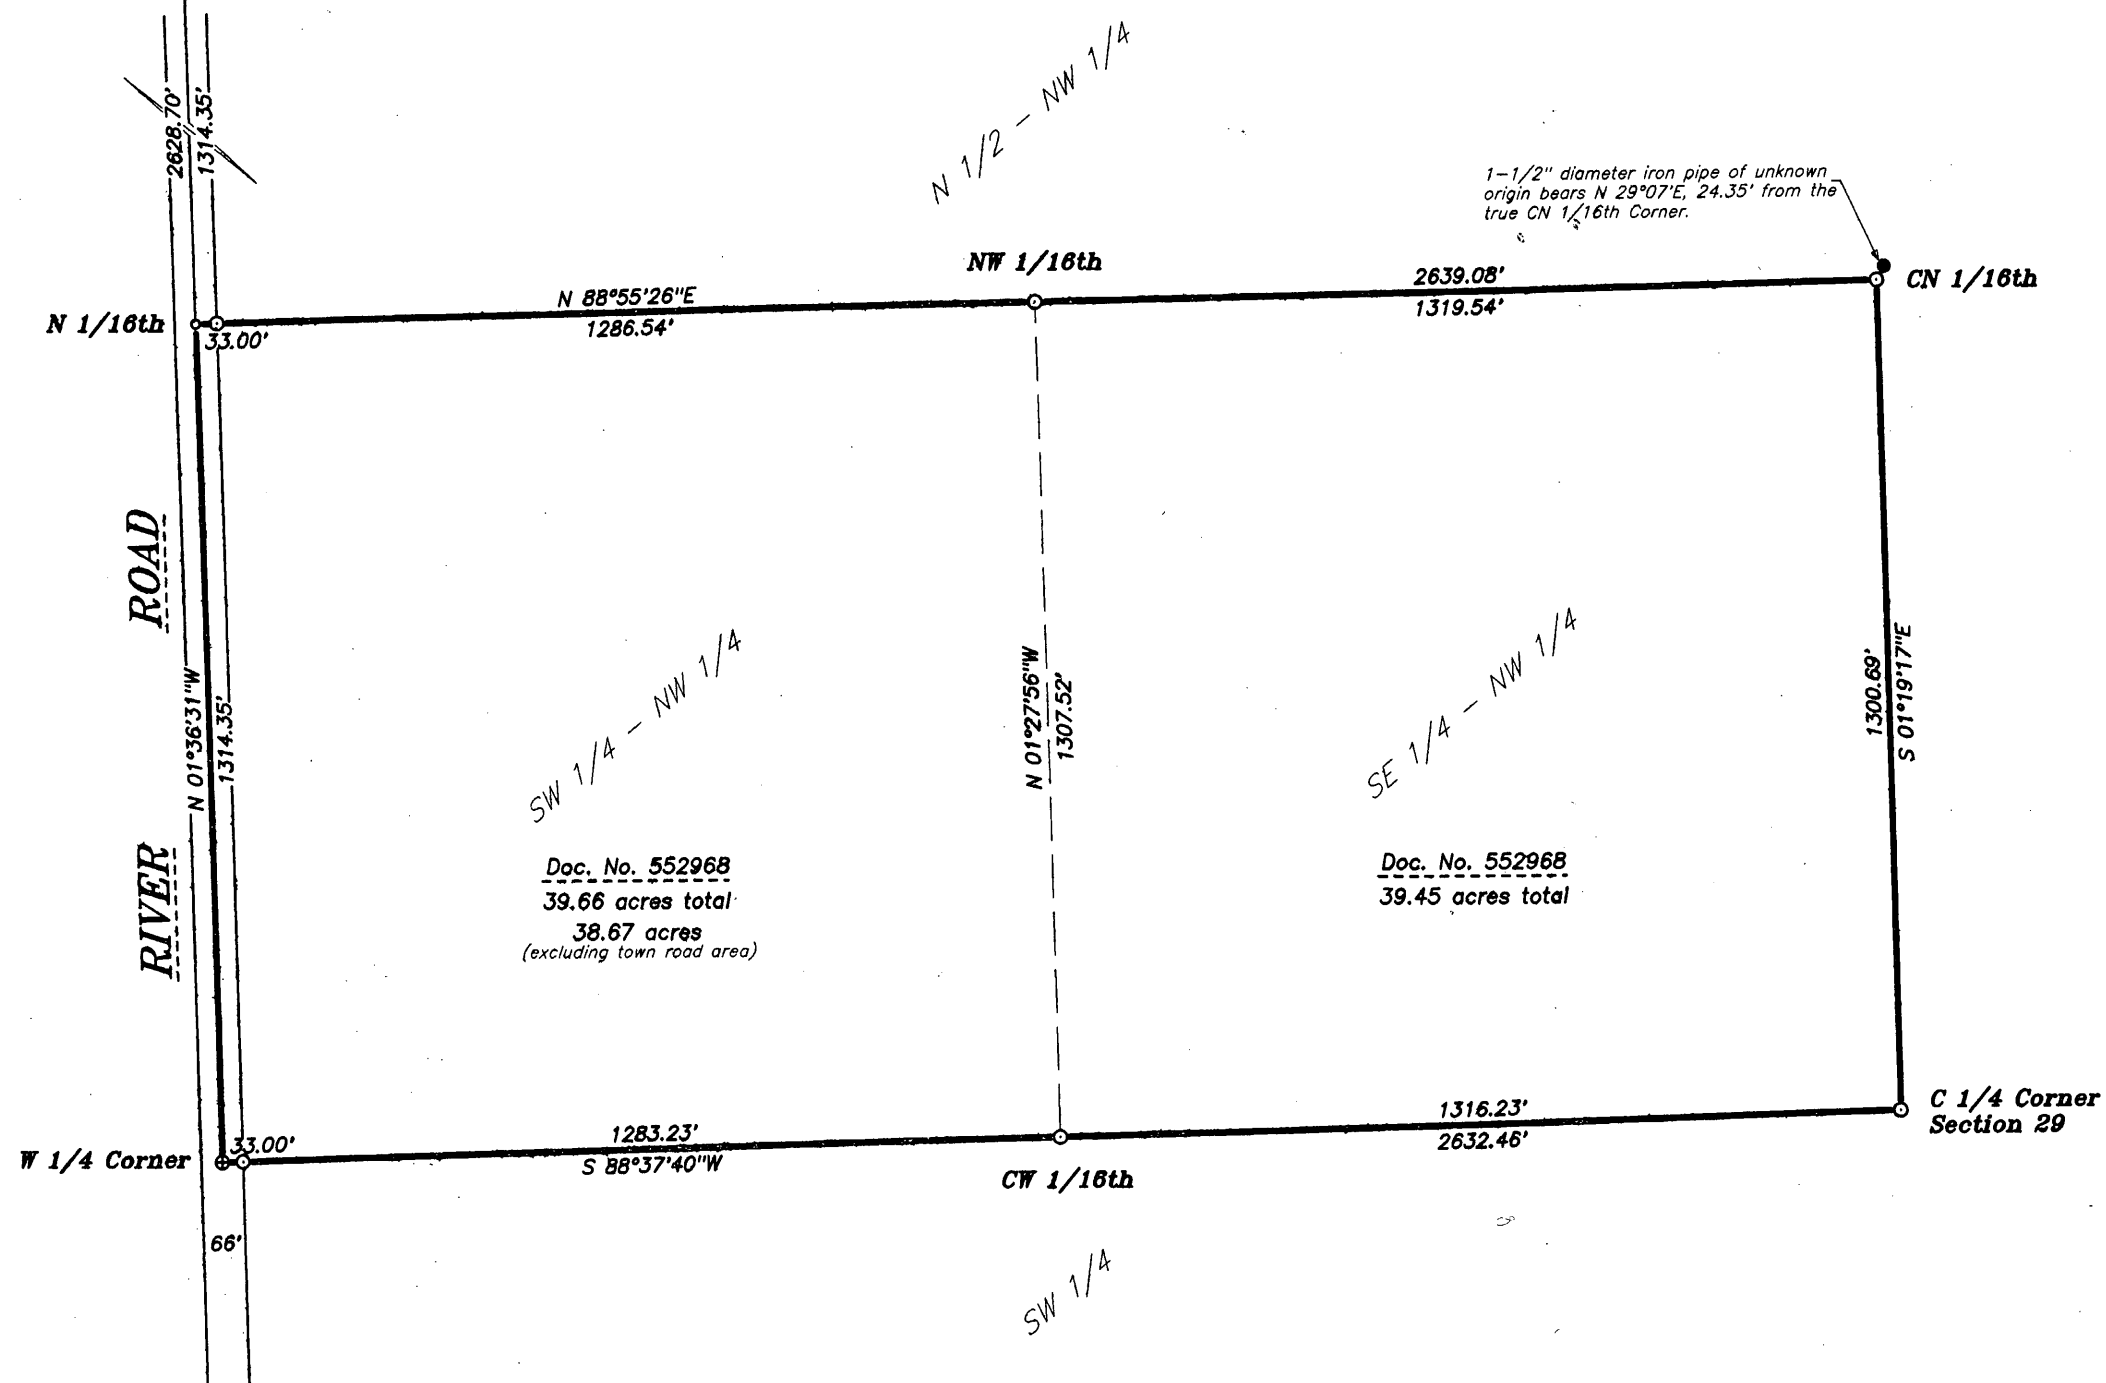 2628.70'
1314.35'
N 1/2 - NW 1/4
1-1/2" diameter iron pipe of unknown
origin bears N 29°07'E, 24.35' from the
true CN 1/16th Corner.
NW 1/16th
2639.08'
CN 1/16th
N 88°55'26"E
1319.54'
N 1/16th
33.00'
1286.54'
ROAD
RIVER
N 01°36'31"W
1314.35'
SW 1/4 - NW 1/4
N 01°27'56"W
1307.52'
SE 1/4 - NW 1/4
1300.69'
S 01°19'17"E
Doc. No. 552968
39.66 acres total
38.67 acres
(excluding town road area)
Doc. No. 552968
39.45 acres total
W 1/4 Corner
33.00'
1283.23'
S 88°37'40"W
CW 1/16th
1316.23'
2632.46'
C 1/4 Corner
Section 29
66'
SW 1/4